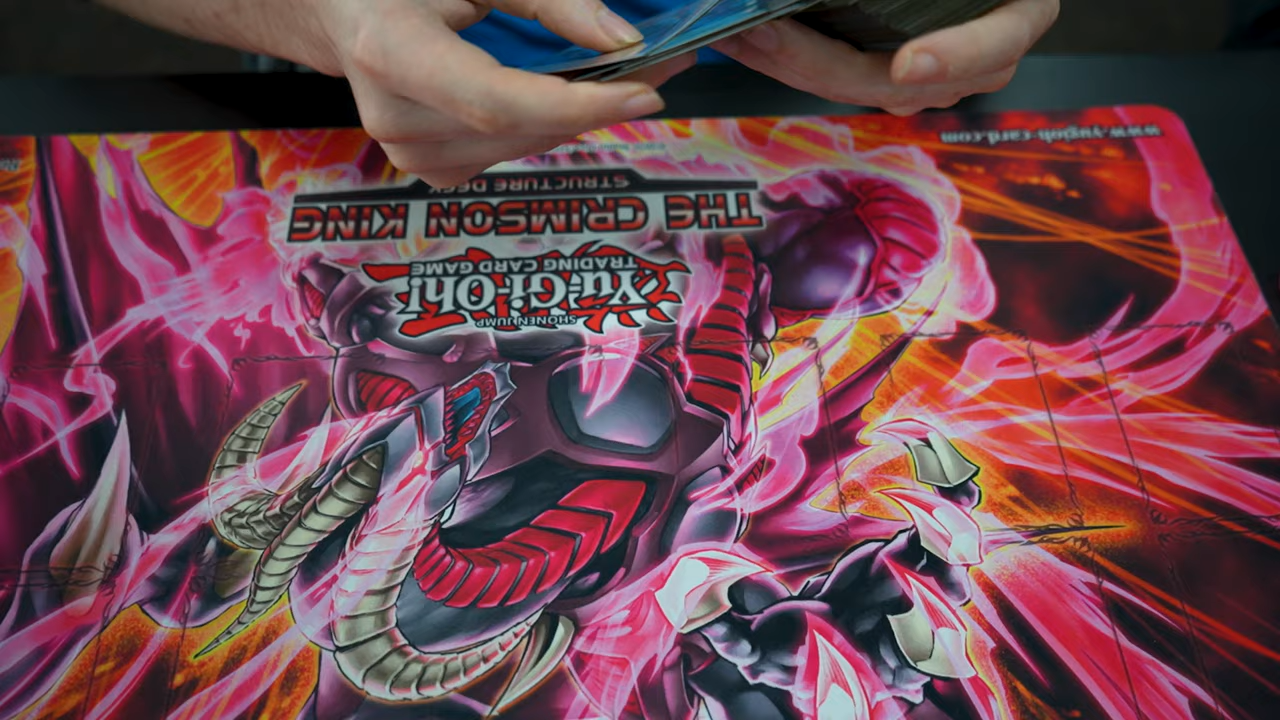 SHONEN JUMP
Yu-Gi-Oh!
TRADING CARD GAME
THE CRIMSON KING
STRUCTURE DECK
www.yugioh-card.com